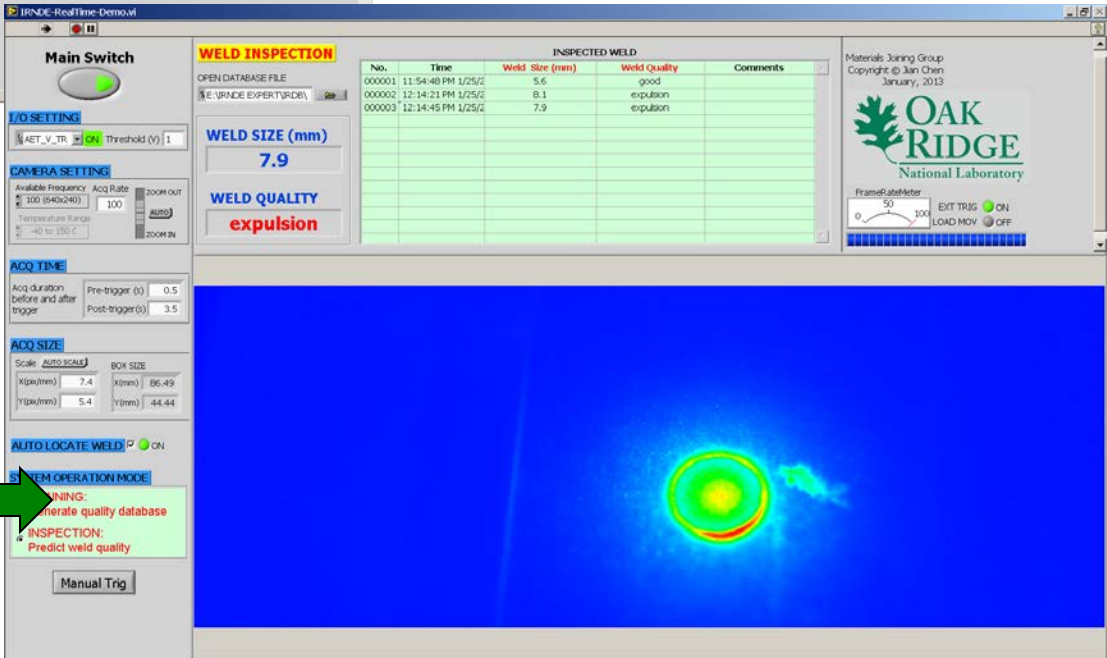 IRNDE-RealTime-Demo.vi
Main Switch
I/O SETTING
AET_V_TR ON Threshold (V) 1
CAMERA SETTING
Available Frequency Acq Rate ZOOM OUT
100 (640x240) 100 AUTO
Temperature Range
-40 to 150 C ZOOM IN
ACQ TIME
Acq duration
before and after
trigger
Pre-trigger (s) 0.5
Post-trigger(s) 3.5
ACQ SIZE
Scale AUTO SCALE BOX SIZE
X(pix/mm) 7.4 X(mm) 86.49
Y(pix/mm) 5.4 Y(mm) 44.44
AUTO LOCATE WELD ON
SYSTEM OPERATION MODE
generate quality database
INSPECTION:
Predict weld quality
Manual Trig
WELD INSPECTION
OPEN DATABASE FILE
E:\IRNDE EXPERT\IRDB\
WELD SIZE (mm)
7.9
WELD QUALITY
expulsion
INSPECTED WELD
No. Time Weld Size (mm) Weld Quality Comments
000001 11:54:48 PM 1/25/2 5.6 good
000002 12:14:21 PM 1/25/2 8.1 expulsion
000003 12:14:45 PM 1/25/2 7.9 expulsion
Materials Joining Group
Copyright © Jian Chen
January, 2013
OAK
RIDGE
National Laboratory
FrameRateMeter
0 50 100
EXT TRIG ON
LOAD MOV OFF